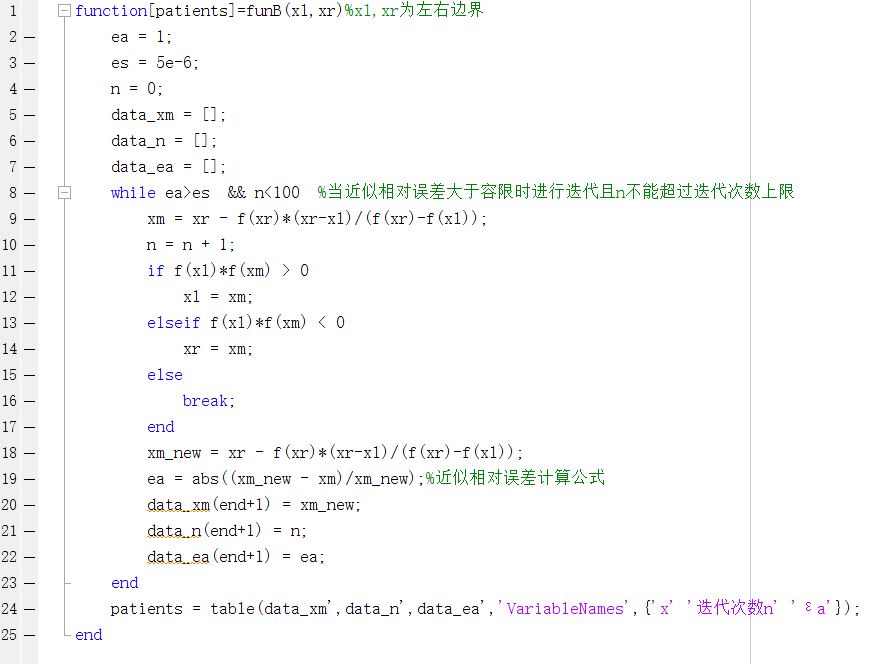 1 function[patients]=funB(xl,xr)%xl,xr为左右边界
2 — ea = 1;
3 — es = 5e-6;
4 — n = 0;
5 — data_xm = [];
6 — data_n = [];
7 — data_ea = [];
8 — while ea>es && n<100 %当近似相对误差大于容限时进行迭代且n不能超过迭代次数上限
9 — xm = xr - f(xr)*(xr-xl)/(f(xr)-f(xl));
10 — n = n + 1;
11 — if f(xl)*f(xm) > 0
12 — xl = xm;
13 — elseif f(xl)*f(xm) < 0
14 — xr = xm;
15 — else
16 — break;
17 — end
18 — xm_new = xr - f(xr)*(xr-xl)/(f(xr)-f(xl));
19 — ea = abs((xm_new - xm)/xm_new);%近似相对误差计算公式
20 — data_xm(end+1) = xm_new;
21 — data_n(end+1) = n;
22 — data_ea(end+1) = ea;
23 — end
24 — patients = table(data_xm',data_n',data_ea','VariableNames',{'x' '迭代次数n' 'εa'});
25 — end